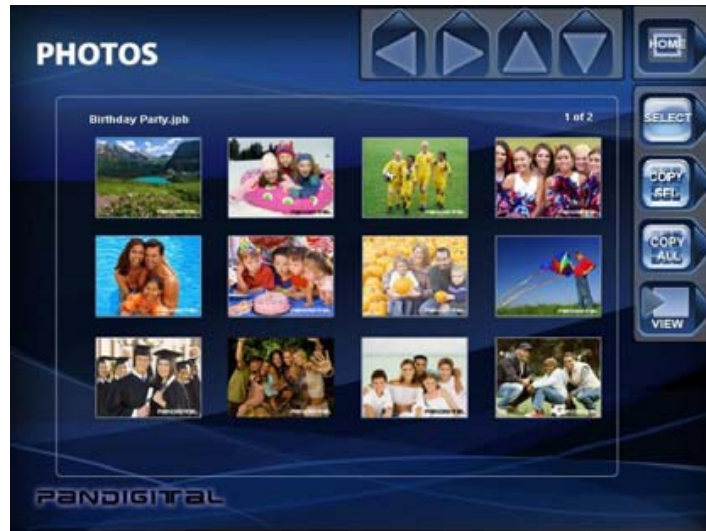 PHOTOS
HOME
Birthday Party.jpb
1 of 2
SELECT
COPY
SEL
COPY
ALL
VIEW
PANDIGITAL